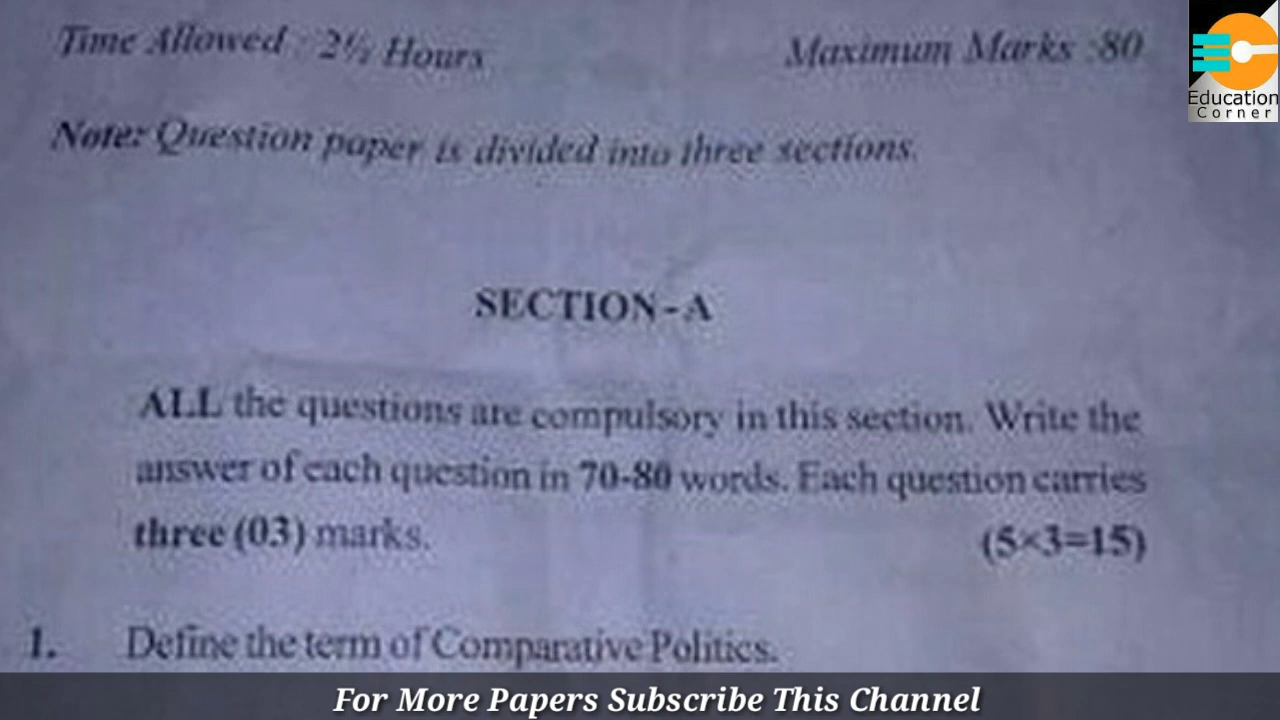 Time Allowed : 2½ Hours
Maximum Marks :80
Education
Corner
Note: Question paper is divided into three sections.
SECTION-A
ALL the questions are compulsory in this section. Write the
answer of each question in 70-80 words. Each question carries
three (03) marks.
(5×3=15)
1. Define the term of Comparative Politics.
For More Papers Subscribe This Channel